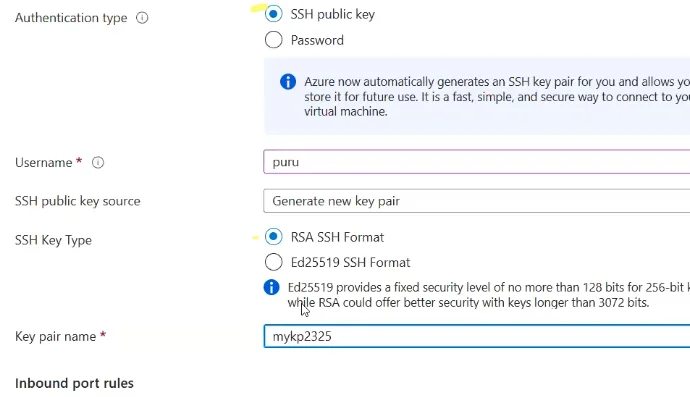 Authentication type
SSH public key
Password
Azure now automatically generates an SSH key pair for you and allows
store it for future use. It is a fast, simple, and secure way to connect to
virtual machine.
Username *
puru
SSH public key source
Generate new key pair
SSH Key Type
RSA SSH Format
Ed25519 SSH Format
Ed25519 provides a fixed security level of no more than 128 bits for 256-bit
while RSA could offer better security with keys longer than 3072 bits.
Key pair name *
mykp2325
Inbound port rules